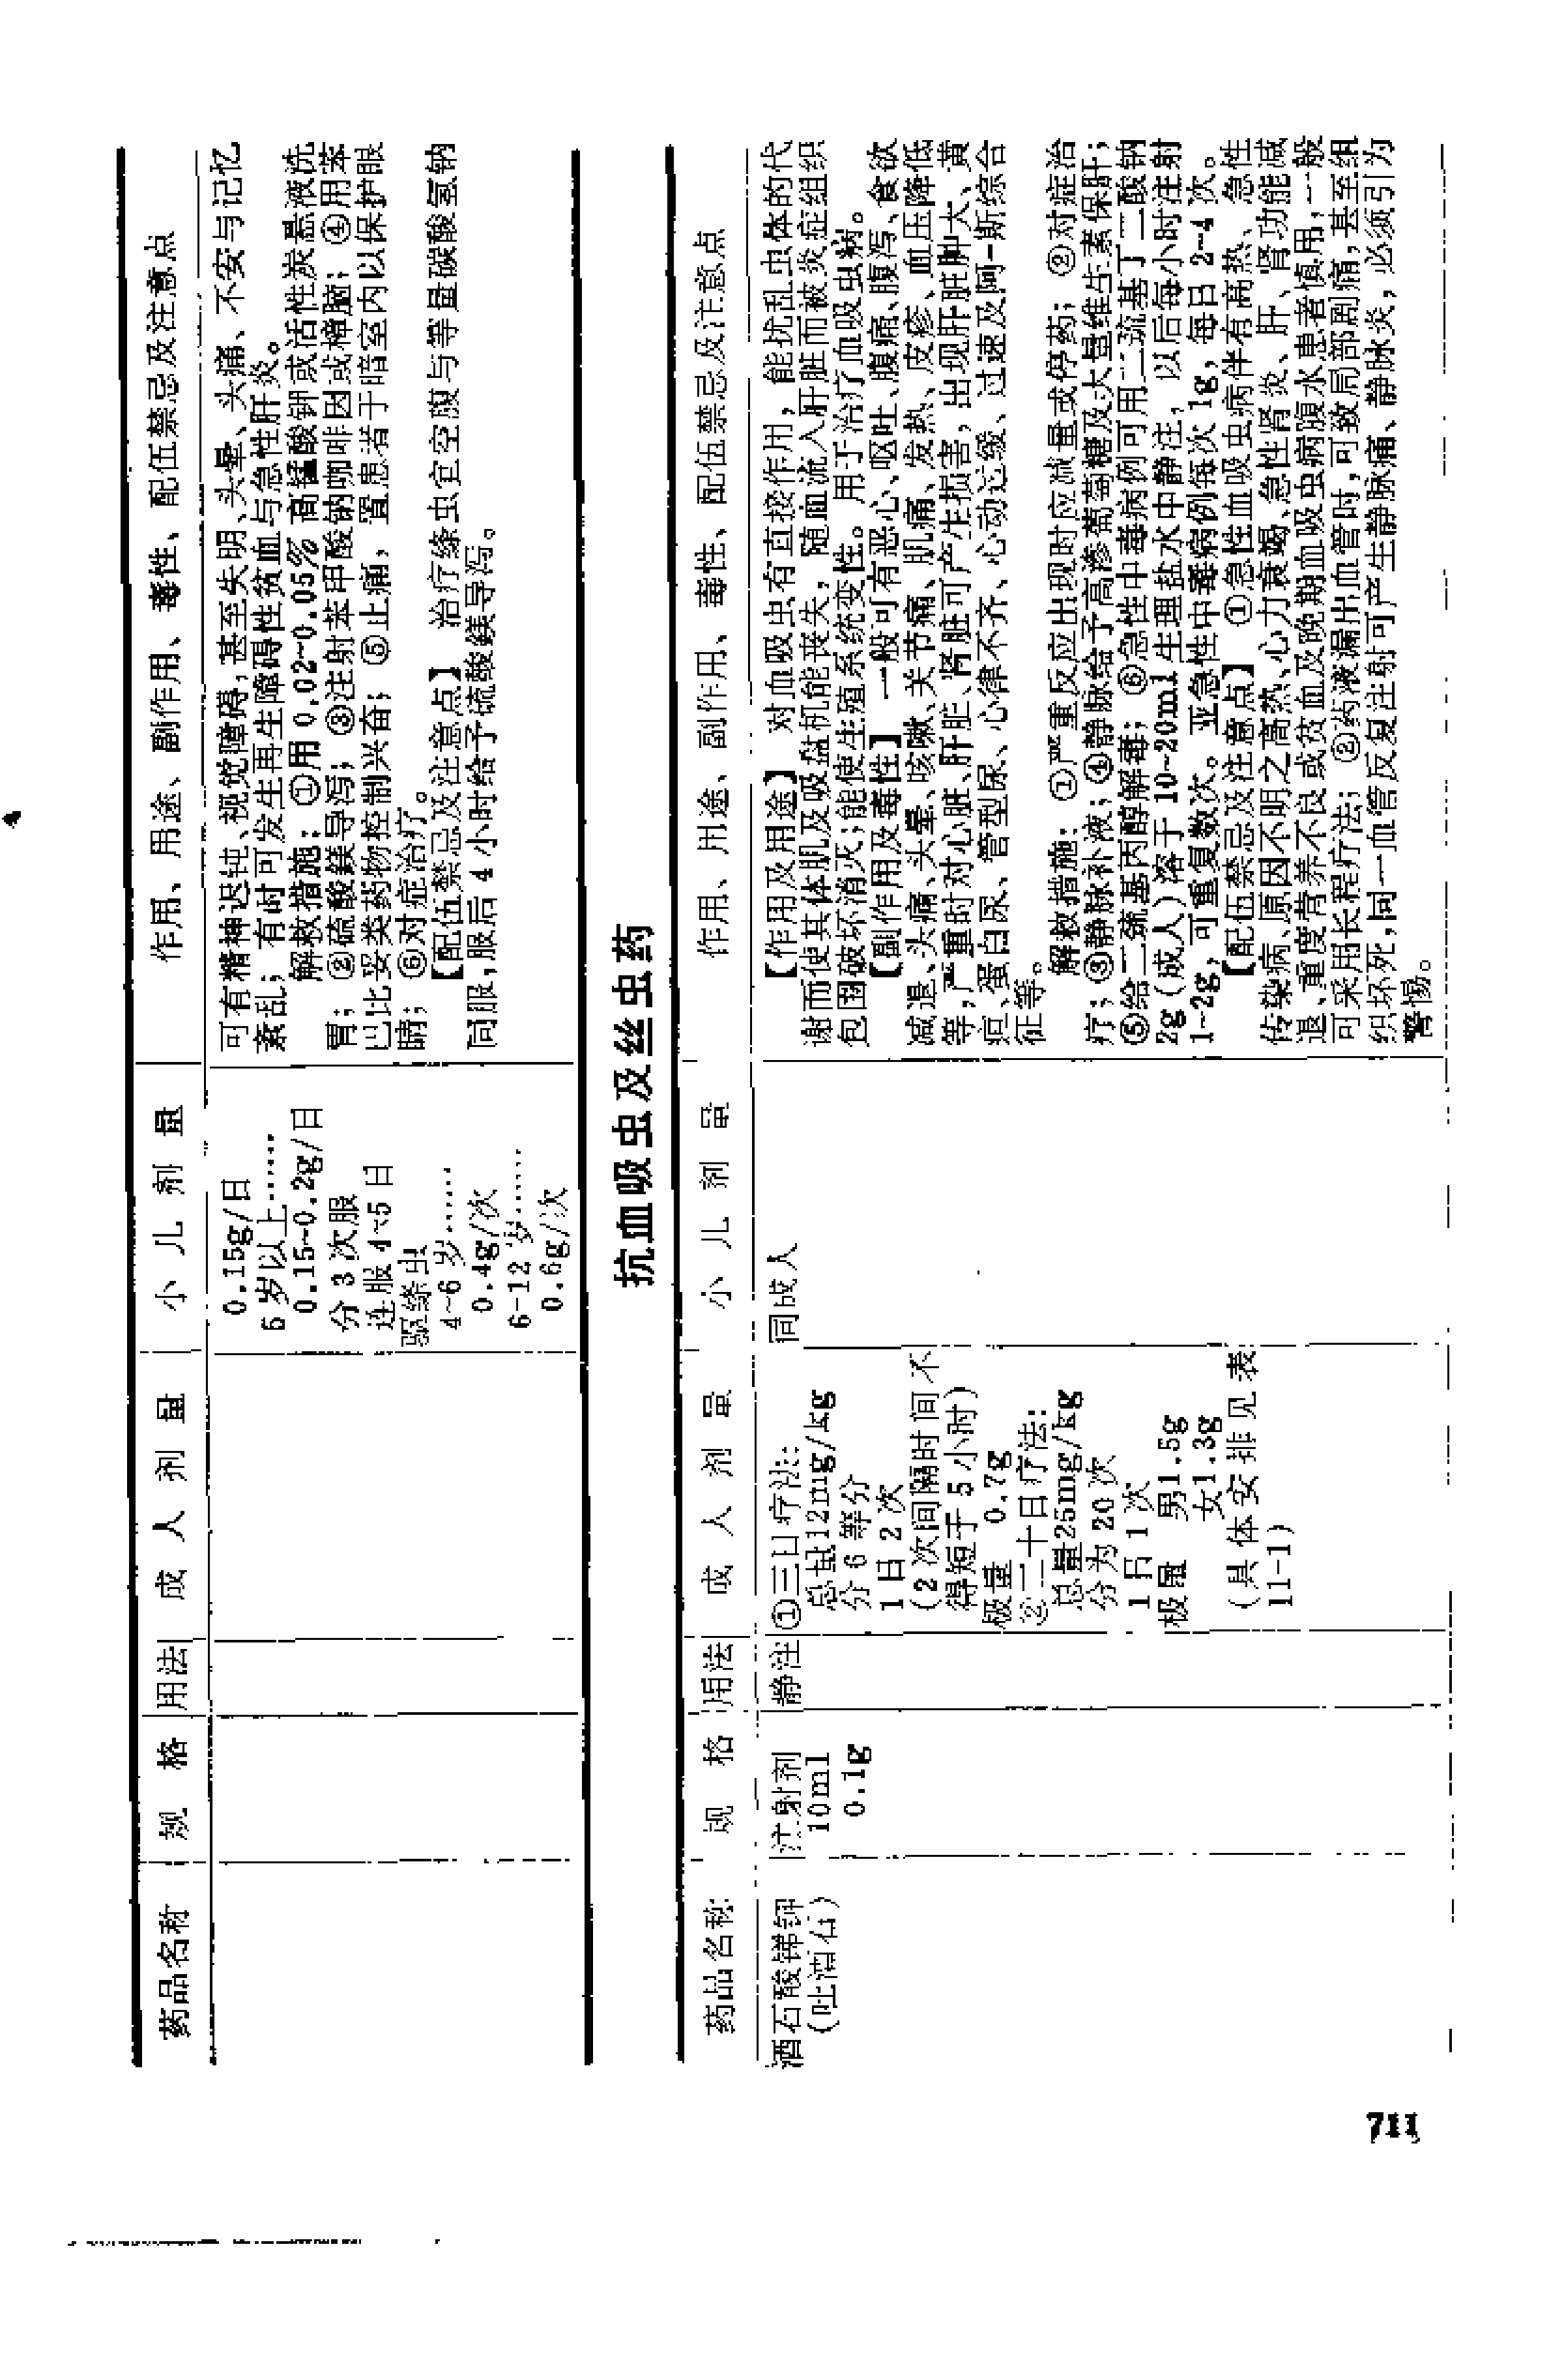 药品名称 规格 用法 成人剂量 小儿剂量 作用、用途、副作用、毒性、配伍禁忌及注意点
0.15g/日
6岁以上……
0.15~0.2g/日
分3次服
连服4~5日
驱绦虫
4~6岁……
0.4g/次
6-12岁……
0.6g/次
可有精神迟钝、视觉障碍,甚至失明、头晕、头痛、不安与记忆
紊乱；有时可发生再生障碍性贫血与急性肝炎。
解救措施：①用0.02~0.05%高锰酸钾或活性炭悬液洗
胃；②硫酸鎂导泻；③注射苯甲酸钠咖啡因或樟脑；④用苯
巴比妥类药物控制兴奋；⑤止痛，置患者于暗室内以保护眼
睛；⑥对症治疗。
【配伍禁忌及注意点】 治疗绦虫宜空腹与等量碳酸氢钠
同服,服后4小时给予硫酸鎂导泻。
抗血吸虫及丝虫药
药品名称 规格 用法 成人剂量 小儿剂量 作用、用途、副作用、毒性、配伍禁忌及注意点
酒石酸锑钾
(吐酒石)
注射剂
10ml
0.1g
静注
①三日疗法：
总量12mg/kg
分6等分
1日2次
(2次间隔时间不
得短于5小时)
极量 0.7g
②二十日疗法：
总量25mg/kg
分为20次
1日1次
极量 男1.5g
女1.3g
(具体安排见表
11-1)
同成人
【作用及用途】 对血吸虫有直接作用，能扰乱虫体的代
谢而使其体肌及吸盘机能丧失，随血流入肝脏而被炎症组织
包围破坏消灭;能使生殖系统变性。用于治疗血吸虫病。
【副作用及毒性】 一般可有恶心、呕吐、腹痛、腹泻、食欲
减退、头痛、头晕、咳嗽、关节痛、肌痛、发热、皮疹、血压降低
等,严重时对心脏、肝脏、肾脏可产生损害,出现肝脏肿大、黄
疸、蛋白尿、管型尿、心律不齐、心动过缓、过速及阿-斯综合
征等。
解救措施：①严重反应出现时应减量或停药；②对症治
疗；③静脉补液；④静脉给予高渗葡萄糖及大量维生素保肝；
⑤给二巯基丙醇解毒；⑥急性中毒病例可用二巯基丁二酸钠
2g(成人)溶于10~20ml生理盐水中静注，以后每小时注射
1~2g，可重复数次。亚急性中毒病例每次1g，每日2~4次。
【配伍禁忌及注意点】 ①急性血吸虫病伴有高热、急性
传染病、原因不明之高热、心力衰竭、急性肾炎、肝、肾功能减
退、重度营养不良或贫血及晚期血吸虫病腹水患者慎用,一般
可采用长程疗法；②药液漏出血管时,可致局部剧痛,甚至组
织坏死,同一血管反复注射可产生静脉痛、静脉炎,必须引为
警惕。
711